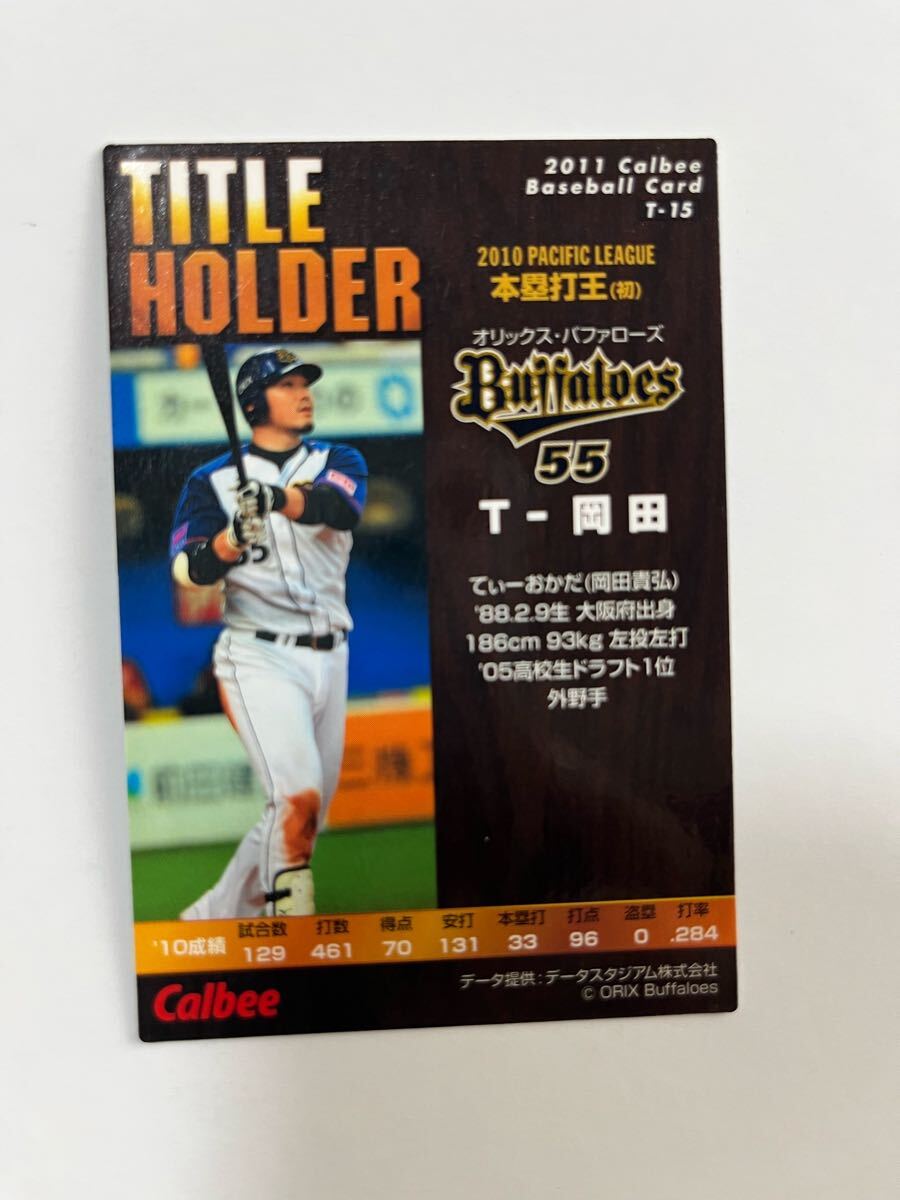 TITLE
HOLDER
2011 Calbee
Baseball Card
T-15
2010 PACIFIC LEAGUE
本塁打王(初)
オリックス・バファローズ
Buffaloes
55
T-岡田
てぃーおかだ(岡田貴弘)
'88.2.9生 大阪府出身
186cm 93kg 左投左打
'05高校生ドラフト1位
外野手
試合数 打数 得点 安打 本塁打 打点 盗塁 打率
'10成績 129 461 70 131 33 96 0 .284
データ提供:データスタジアム株式会社
© ORIX Buffaloes
Calbee